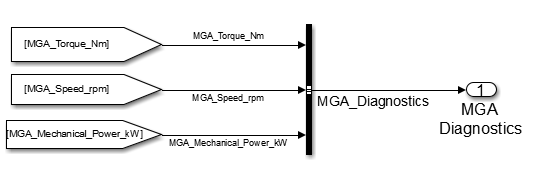 [MGA_Torque_Nm]
MGA_Torque_Nm
[MGA_Speed_rpm]
MGA_Speed_rpm
[MGA_Mechanical_Power_kW]
MGA_Mechanical_Power_kW
MGA_Diagnostics
1
MGA
Diagnostics